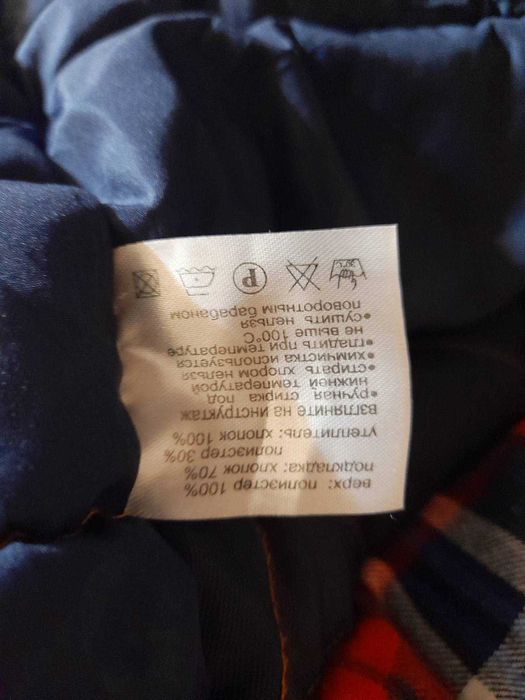 верх: полиэстер 100%
подкладка: хлопок 70%
полиэстер 30%
утеплитель: хлопок 100%
взгляните на инструктаж
•ручная стирка под
нижней температурой
•стирать хлором нельзя
•химчистка используется
•гладить при температуре
не выше 100°C
•сушить нельзя
поворотным барабаном
P